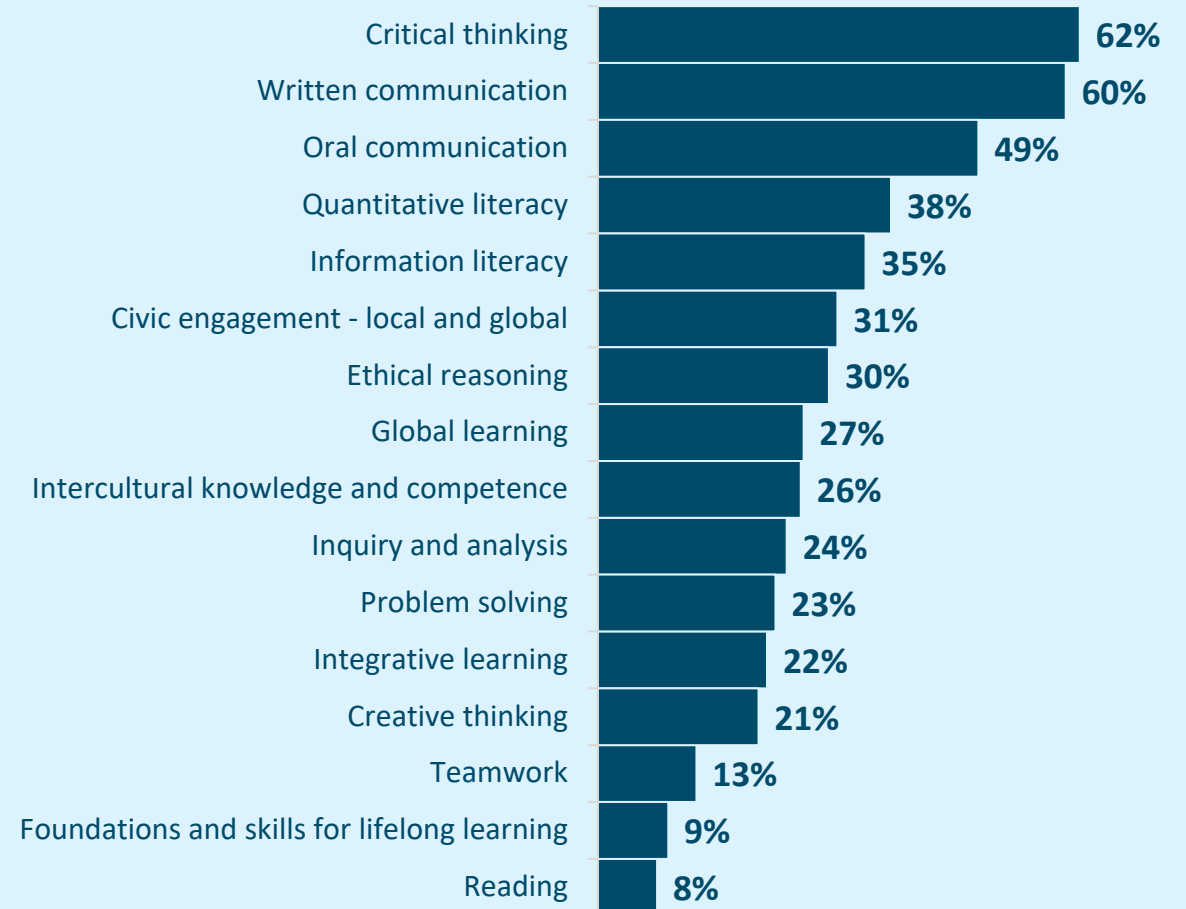 Critical thinking 62%
Written communication 60%
Oral communication 49%
Quantitative literacy 38%
Information literacy 35%
Civic engagement - local and global 31%
Ethical reasoning 30%
Global learning 27%
Intercultural knowledge and competence 26%
Inquiry and analysis 24%
Problem solving 23%
Integrative learning 22%
Creative thinking 21%
Teamwork 13%
Foundations and skills for lifelong learning 9%
Reading 8%